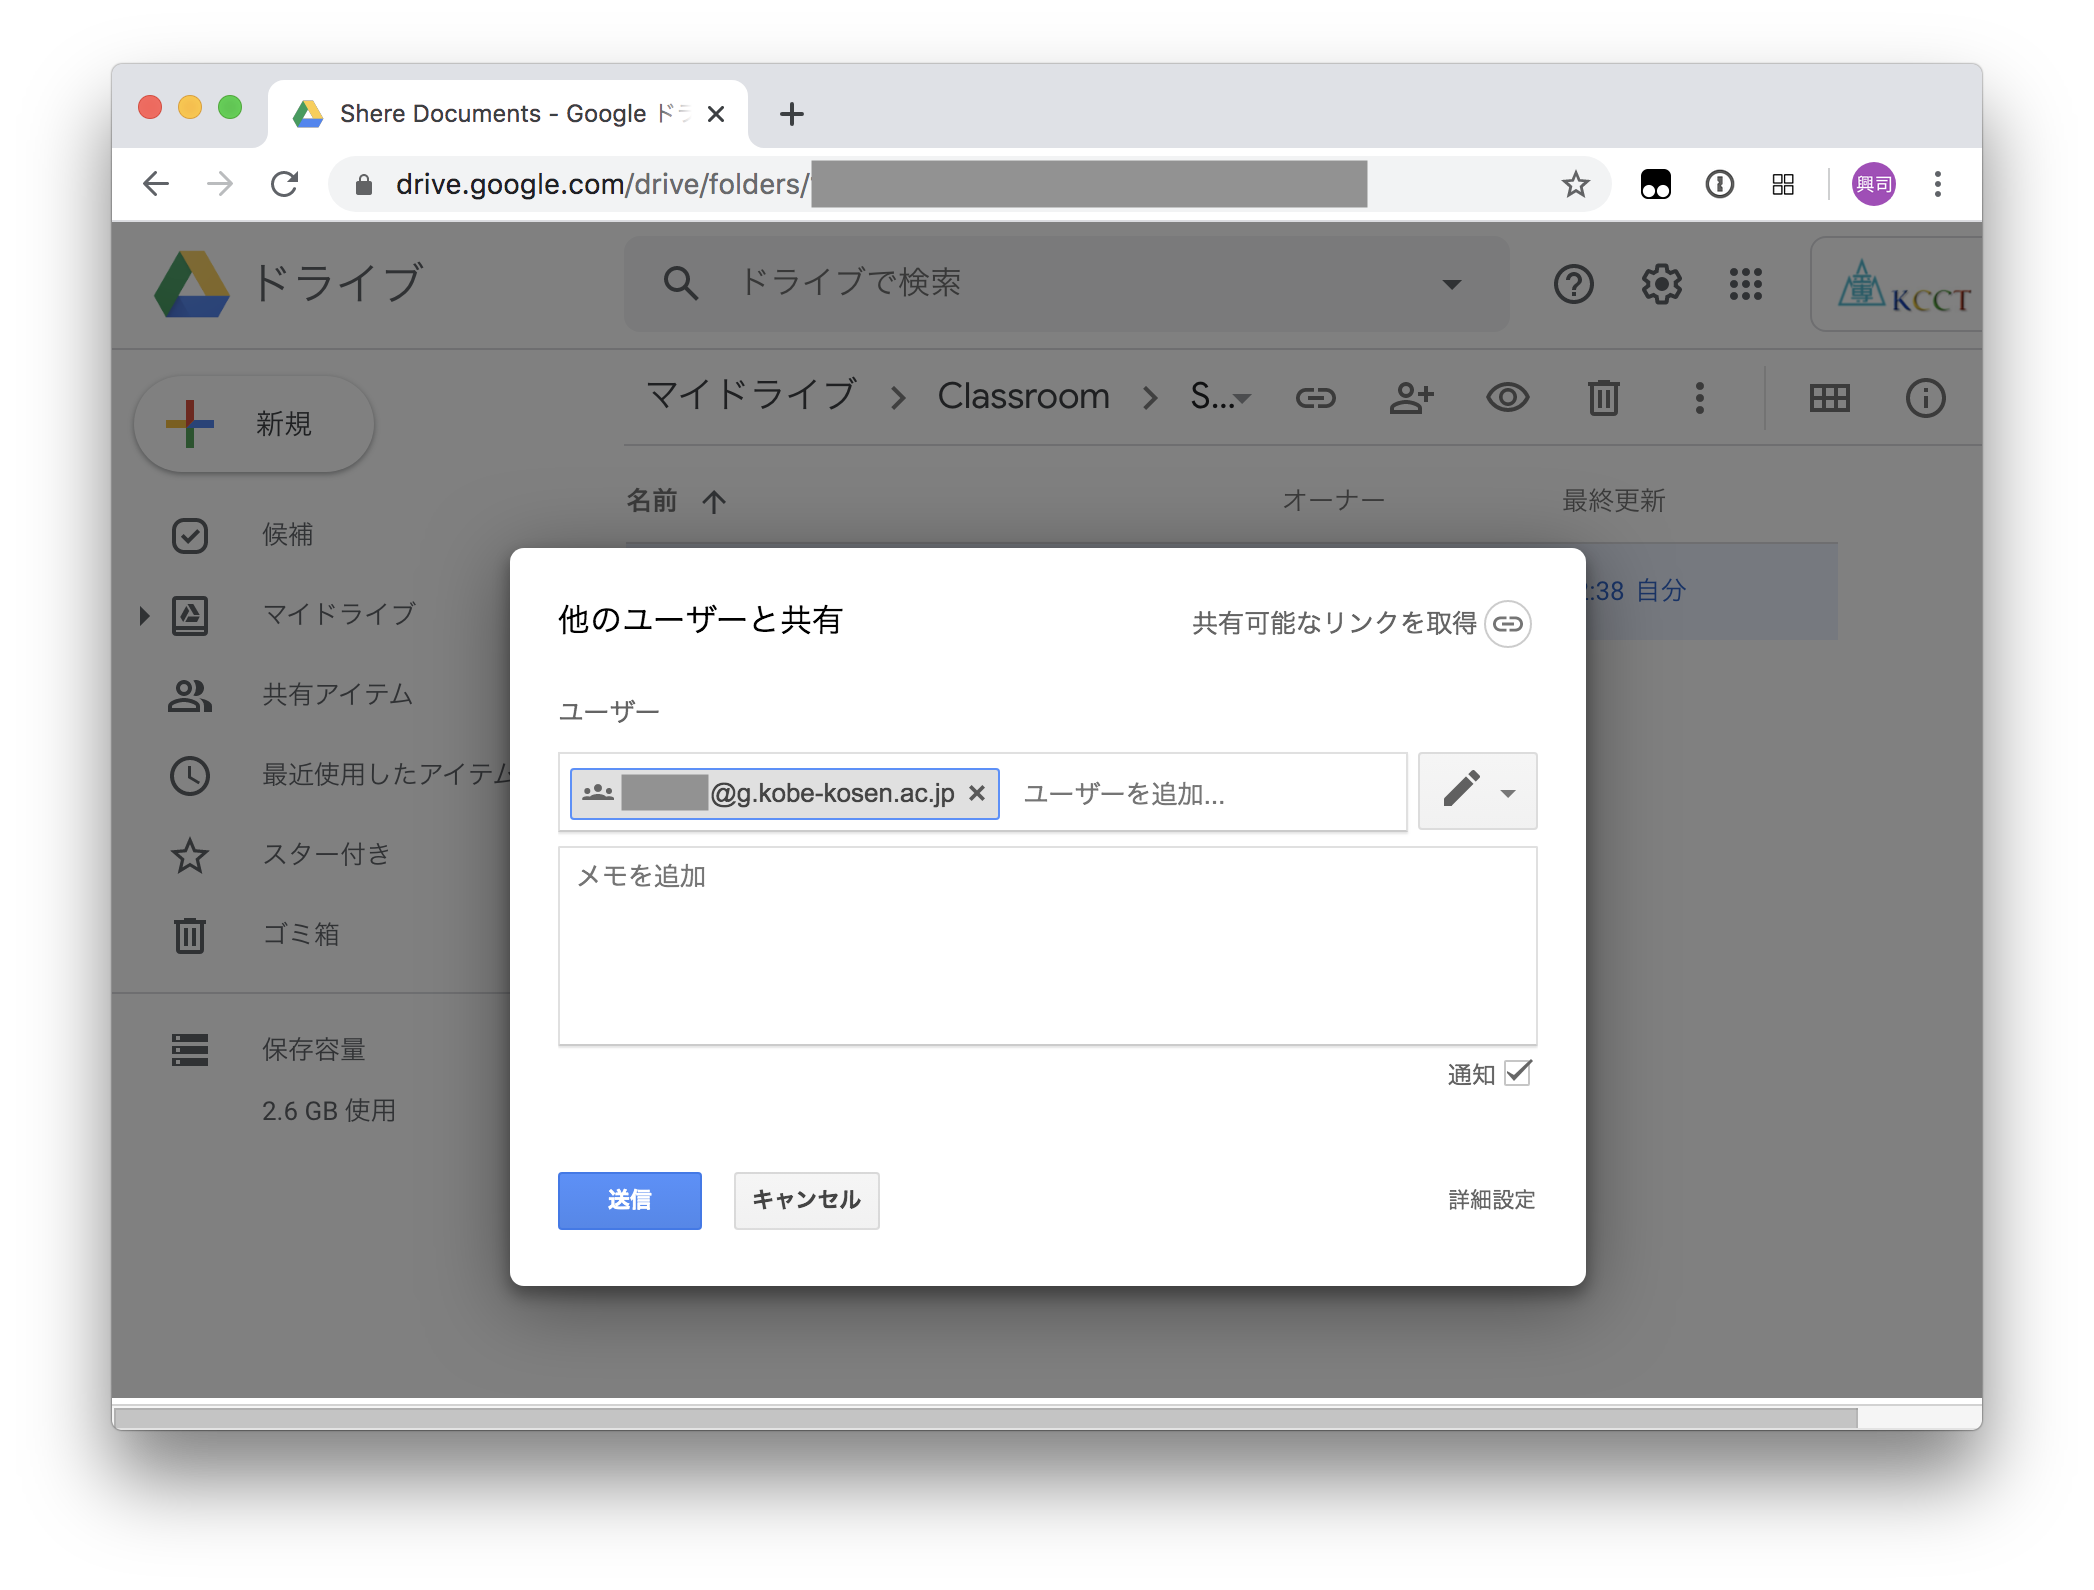 Shere Documents - Google ドラ
drive.google.com/drive/folders/
興司
ドライブ
ドライブで検索
KCCT
新規
マイドライブ > Classroom > S...
名前
オーナー
最終更新
候補
:38 自分
マイドライブ
共有アイテム
最近使用したアイテム
スター付き
ゴミ箱
保存容量
2.6 GB 使用
他のユーザーと共有
共有可能なリンクを取得
ユーザー
@g.kobe-kosen.ac.jp
ユーザーを追加...
メモを追加
通知
送信
キャンセル
詳細設定